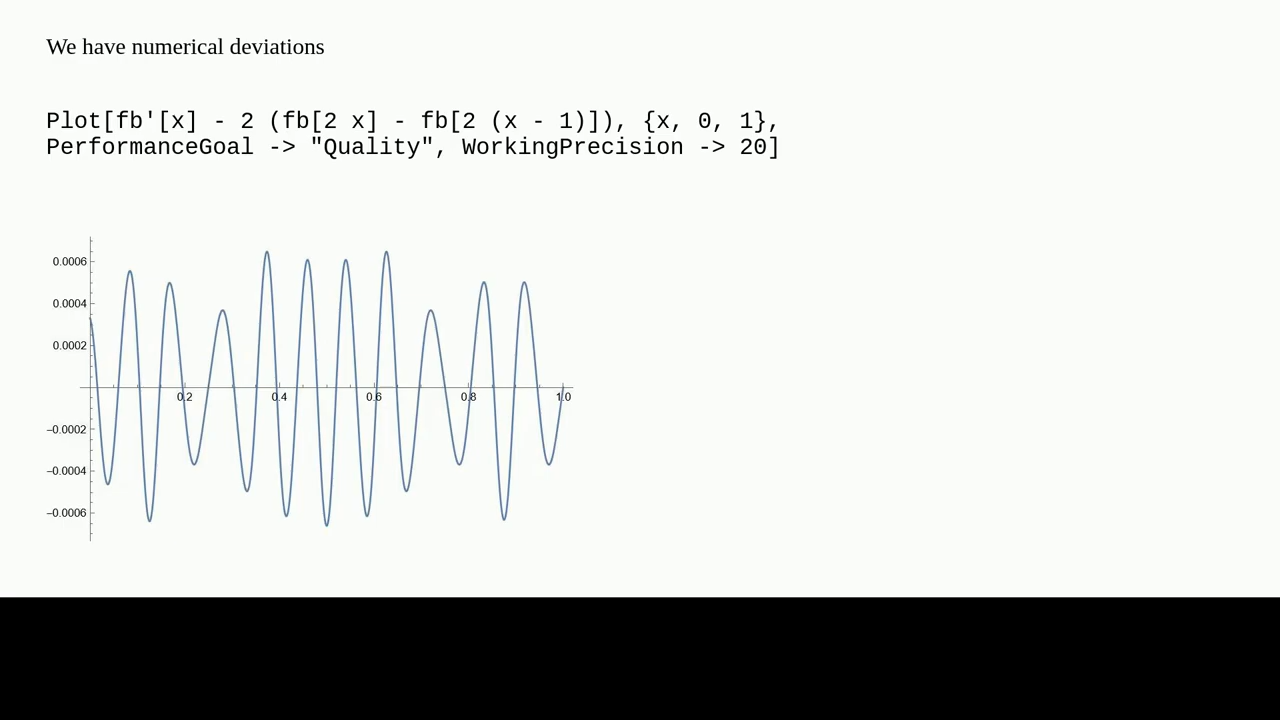 We have numerical deviations
Plot[fb'[x] - 2 (fb[2 x] - fb[2 (x - 1)]), {x, 0, 1},
PerformanceGoal -> "Quality", WorkingPrecision -> 20]
0.0006
0.0004
0.0002
0.2 0.4 0.6 0.8 1.0
−0.0002
−0.0004
−0.0006